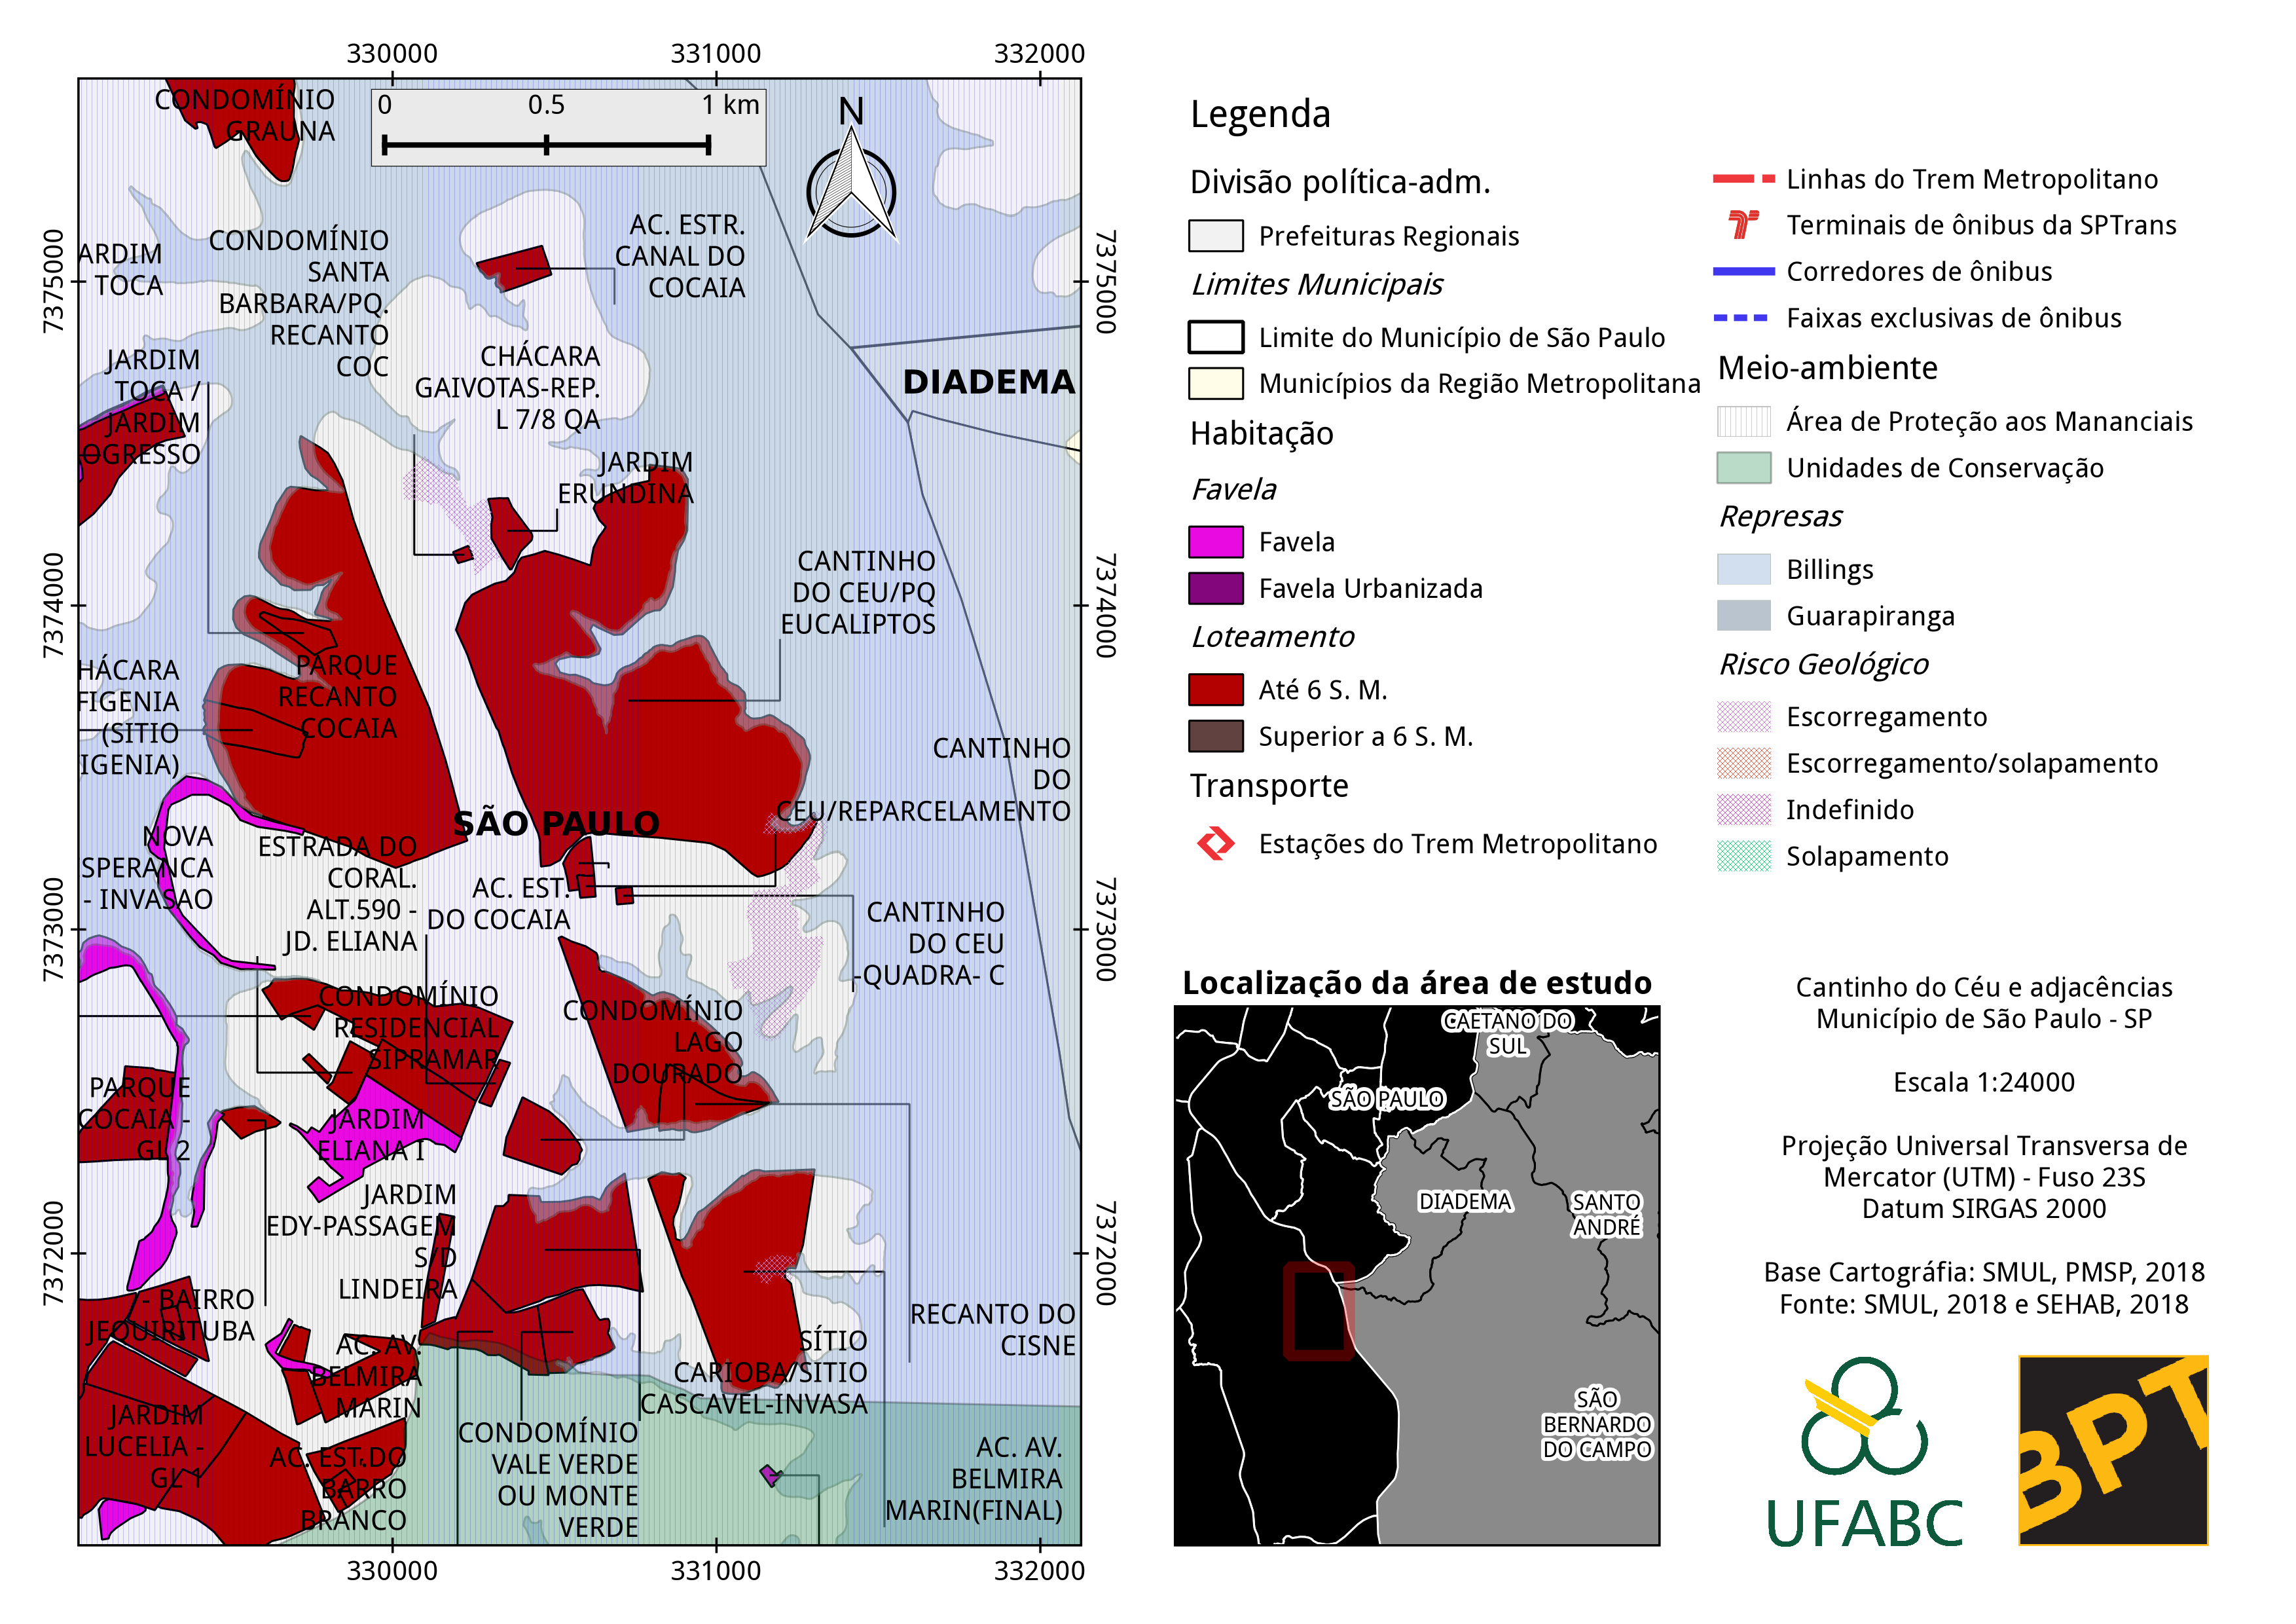 330000
331000
332000
7375000
7374000
7373000
7372000
0
0.5
1 km
N
CONDOMÍNIO
GRAUNA
ARDIM
TOCA
CONDOMÍNIO
SANTA
BARBARA/PQ.
RECANTO
COC
AC. ESTR.
CANAL DO
COCAIA
JARDIM
TOCA /
JARDIM
OGRESSO
CHÁCARA
GAIVOTAS-REP.
L 7/8 QA
DIADEMA
JARDIM
ERUNDINA
CANTINHO
DO CEU/PQ
EUCALIPTOS
HÁCARA
FIGENIA
(SITIO
IGENIA)
PARQUE
RECANTO
COCAIA
CANTINHO
DO
CEU/REPARCELAMENTO
SÃO PAULO
NOVA
SPERANCA
- INVASAO
ESTRADA DO
CORAL.
ALT.590 -
JD. ELIANA
AC. EST.
DO COCAIA
CANTINHO
DO CEU
-QUADRA- C
CONDOMÍNIO
RESIDENCIAL
SIPRAMAR
CONDOMÍNIO
LAGO
DOURADO
PARQUE
COCAIA -
GL 2
JARDIM
ELIANA I
JARDIM
EDY-PASSAGEM
S/D
LINDEIRA
- BAIRRO
JEQUIRITUBA
AC. AV.
BELMIRA
MARIN
RECANTO DO
CISNE
SÍTIO
CARIOBA/SITIO
CASCAVEL-INVASA
JARDIM
LUCELIA -
GL 1
AC. EST.DO
BARRO
BRANCO
CONDOMÍNIO
VALE VERDE
OU MONTE
VERDE
AC. AV.
BELMIRA
MARIN(FINAL)
7375000
7374000
7373000
7372000
330000
331000
332000
Legenda
Divisão política-adm.
Prefeituras Regionais
Limites Municipais
Limite do Município de São Paulo
Municípios da Região Metropolitana
Habitação
Favela
Favela
Favela Urbanizada
Loteamento
Até 6 S. M.
Superior a 6 S. M.
Transporte
Estações do Trem Metropolitano
Linhas do Trem Metropolitano
Terminais de ônibus da SPTrans
Corredores de ônibus
Faixas exclusivas de ônibus
Meio-ambiente
Área de Proteção aos Mananciais
Unidades de Conservação
Represas
Billings
Guarapiranga
Risco Geológico
Escorregamento
Escorregamento/solapamento
Indefinido
Solapamento
Localização da área de estudo
CAETANO DO
SUL
SÃO PAULO
DIADEMA
SANTO
ANDRÉ
SÃO
BERNARDO
DO CAMPO
Cantinho do Céu e adjacências
Município de São Paulo - SP
Escala 1:24000
Projeção Universal Transversa de
Mercator (UTM) - Fuso 23S
Datum SIRGAS 2000
Base Cartográfia: SMUL, PMSP, 2018
Fonte: SMUL, 2018 e SEHAB, 2018
UFABC
BPT